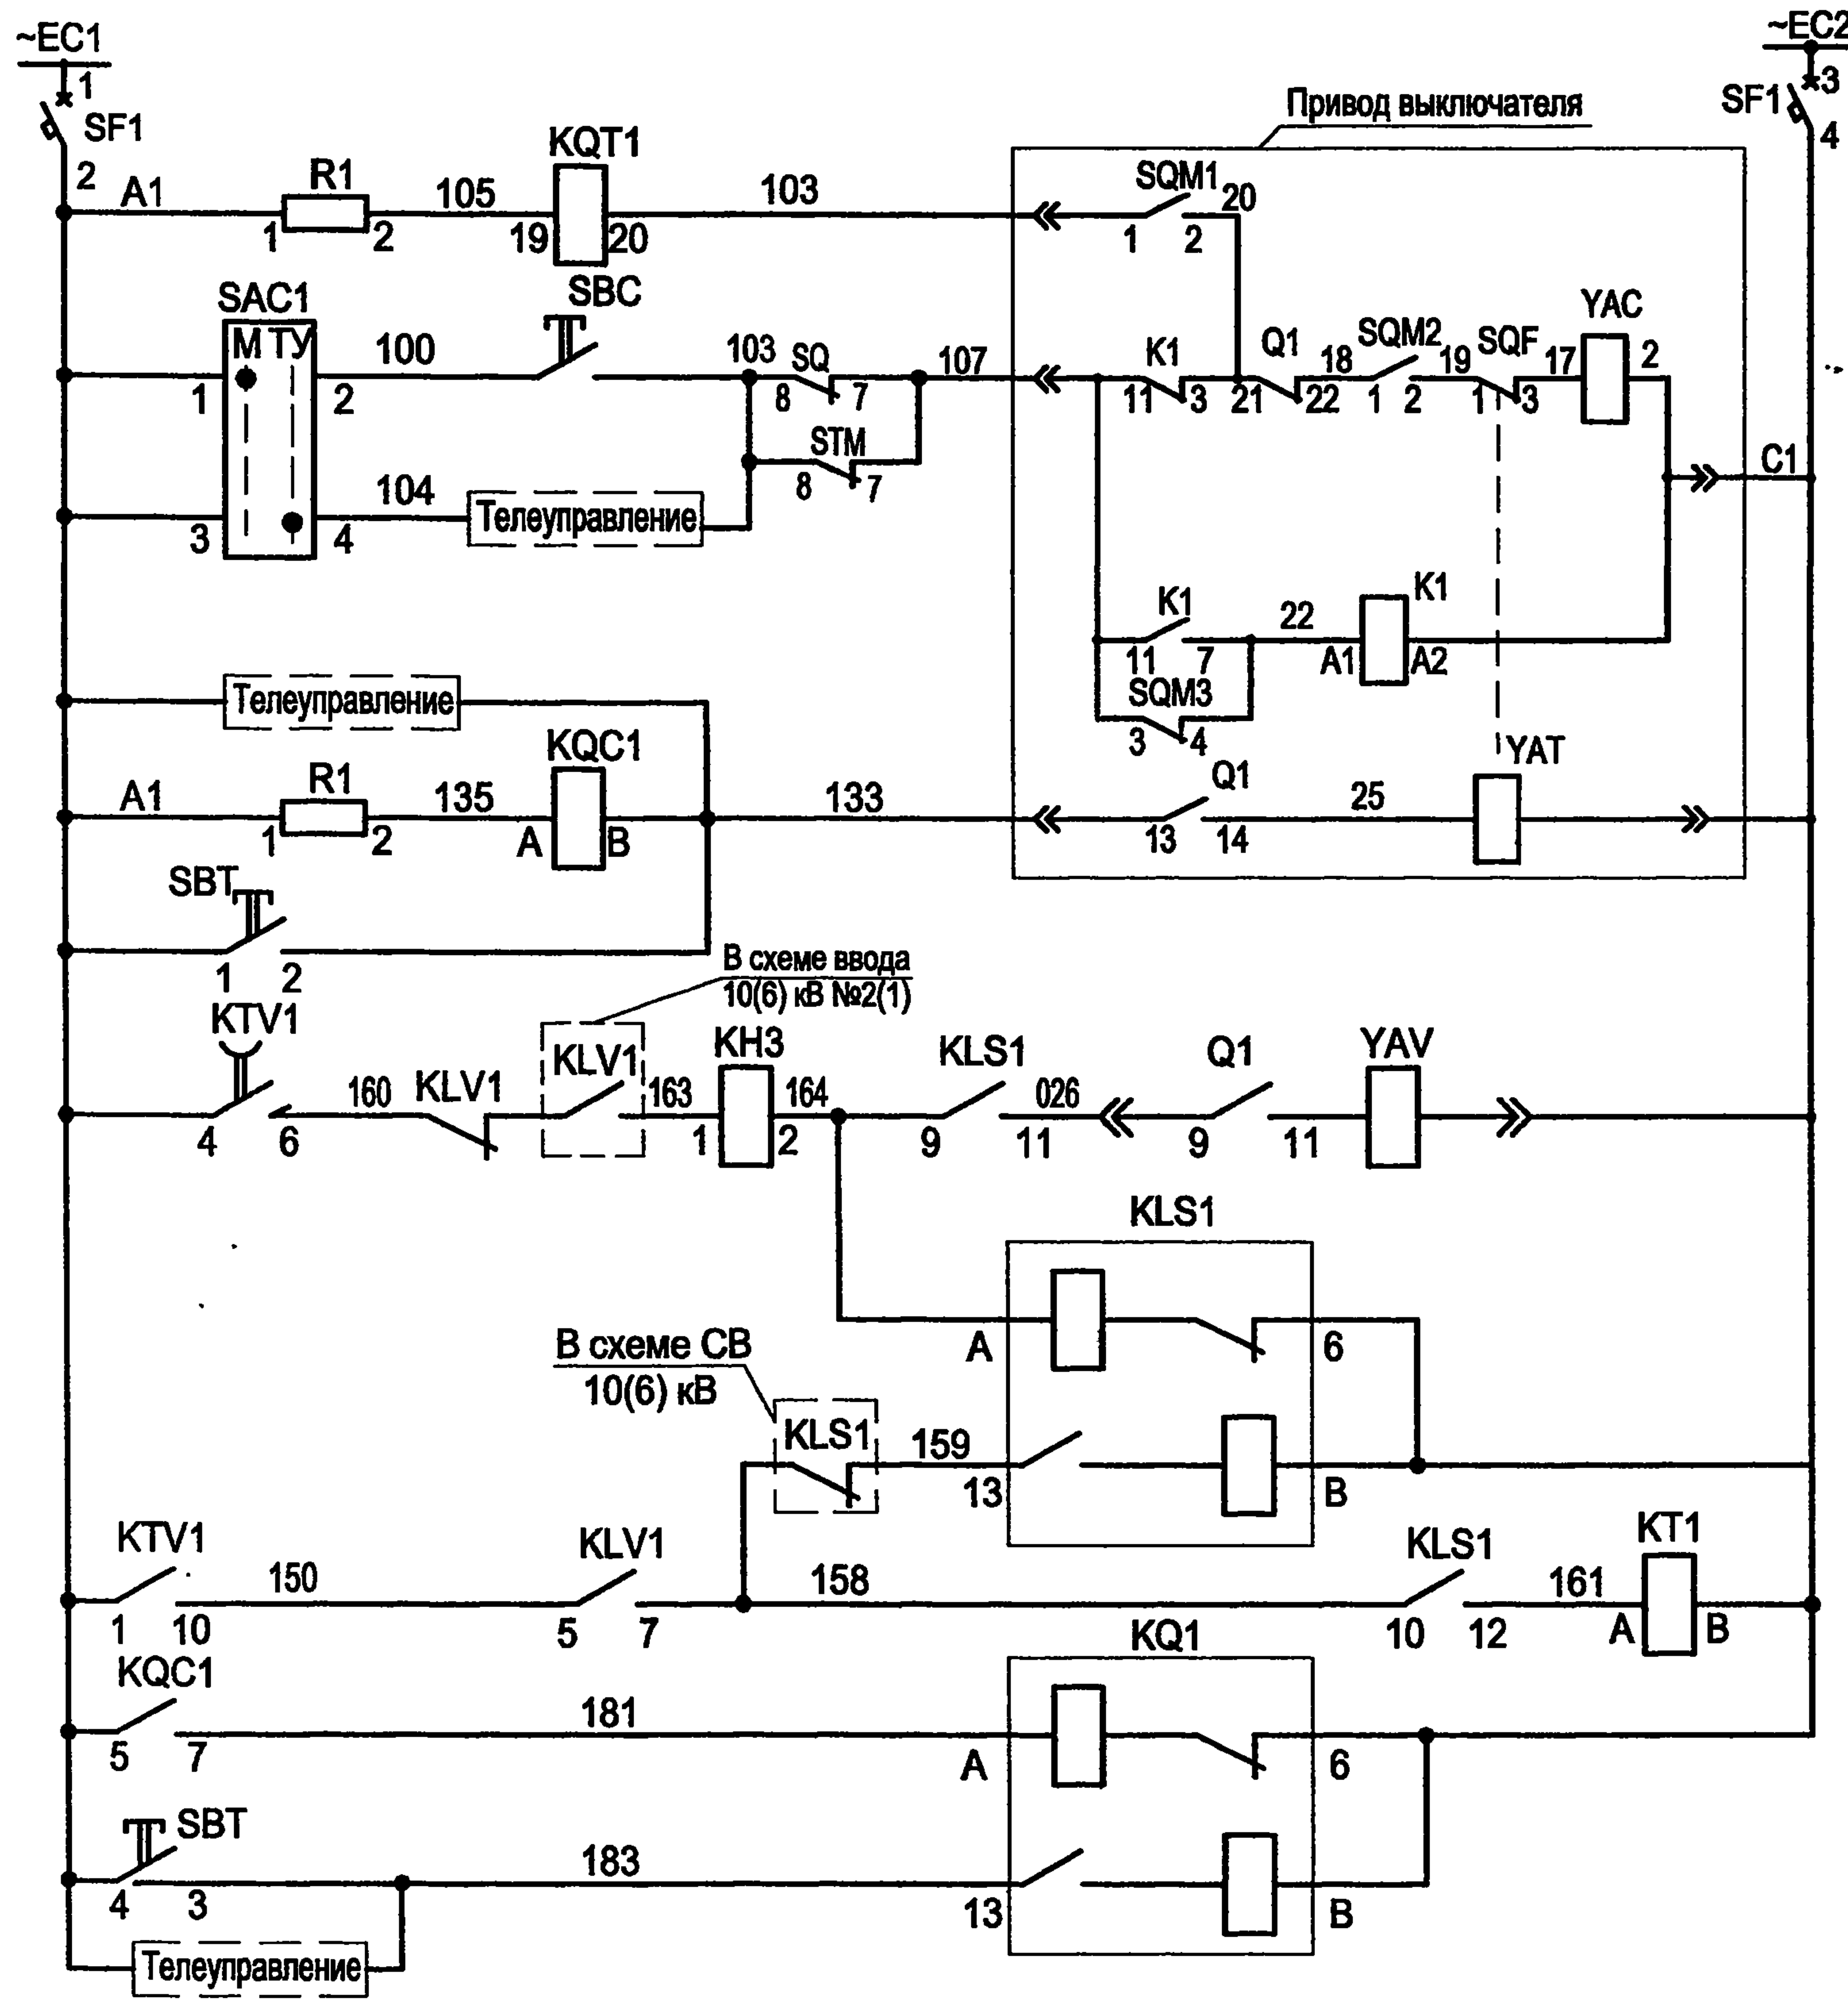 ~EC1
~EC2
1
3
SF1
SF1
2
4
Привод выключателя
A1
R1
105
KQT1
103
SQM1
20
1
2
19
20
1
2
SAC1
М ТУ
100
SBC
103
SQ
107
K1
Q1
18
SQM2
19
SQF
17
YAC
2
1
2
8
7
11
3
21
22
1
2
1
3
STM
8
7
C1
104
Телеуправление
3
4
K1
22
K1
11
7
A1
A2
SQM3
3
4
Телеуправление
KQC1
YAT
A1
R1
135
133
Q1
25
1
2
A
B
13
14
SBT
1
2
В схеме ввода
10(6) кВ №2(1)
KTV1
160
KLV1
KLV1
163
KH3
164
KLS1
026
Q1
YAV
4
6
1
2
9
11
9
11
KLS1
A
6
В схеме СВ
10(6) кВ
KLS1
159
13
B
KTV1
150
KLV1
158
KLS1
161
KT1
1
10
5
7
10
12
A
B
KQC1
KQ1
181
5
7
A
6
SBT
183
4
3
13
B
Телеуправление